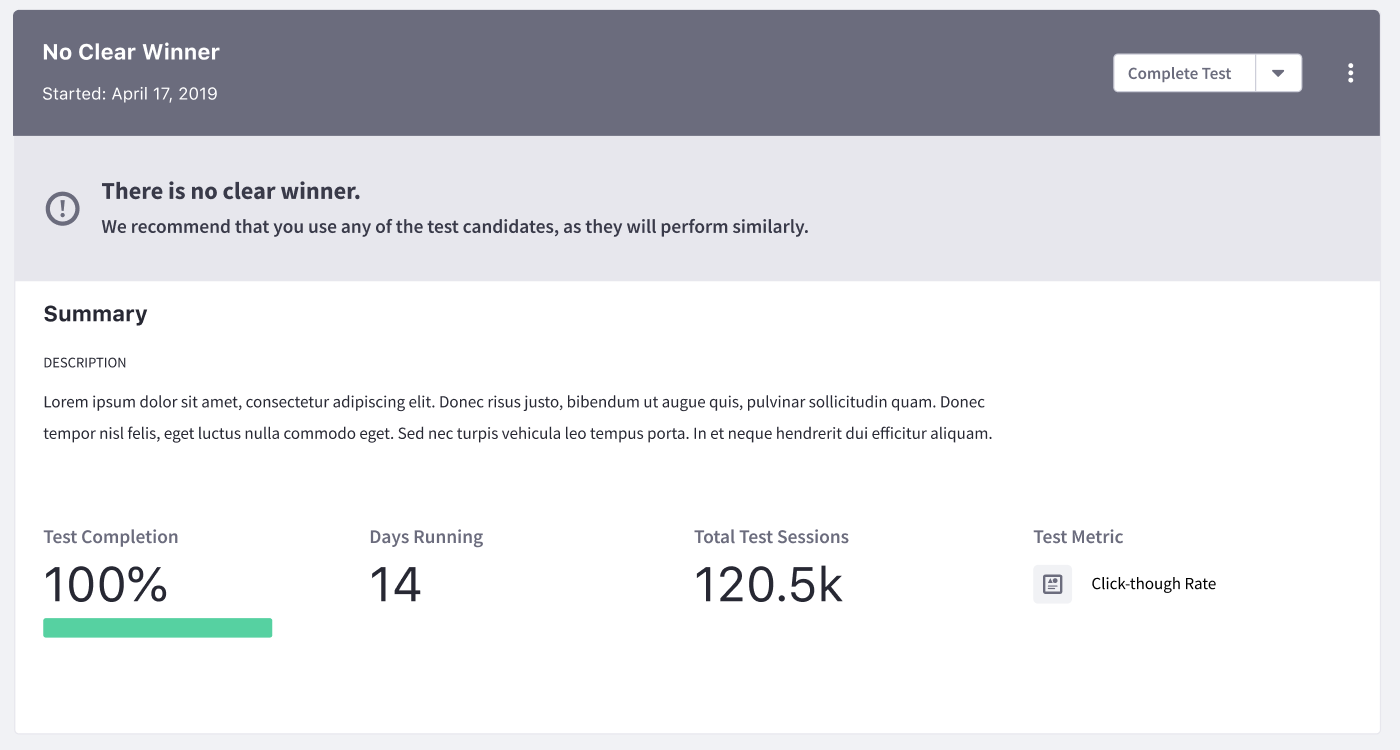 No Clear Winner
Started: April 17, 2019
Complete Test
There is no clear winner.
We recommend that you use any of the test candidates, as they will perform similarly.
Summary
DESCRIPTION
Lorem ipsum dolor sit amet, consectetur adipiscing elit. Donec risus justo, bibendum ut augue quis, pulvinar sollicitudin quam. Donec
tempor nisl felis, eget luctus nulla commodo eget. Sed nec turpis vehicula leo tempus porta. In et neque hendrerit dui efficitur aliquam.
Test Completion
100%
Days Running
14
Total Test Sessions
120.5k
Test Metric
Click-though Rate